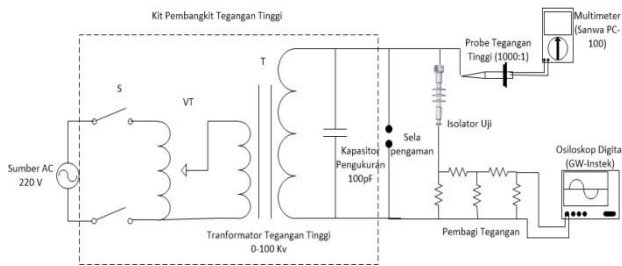 Kit Pembangkit Tegangan Tinggi
Multimeter
(Sanwa PC-
100)
Probe Tegangan
Tinggi (1000:1)
S
VT
T
Isolator Uji
Sumber AC
220 V
Kapasitor
Pengukuran
100pF
Sela
pengaman
Osiloskop Digita
(GW-Instek)
Pembagi Tegangan
Tranformator Tegangan Tinggi
0-100 Kv